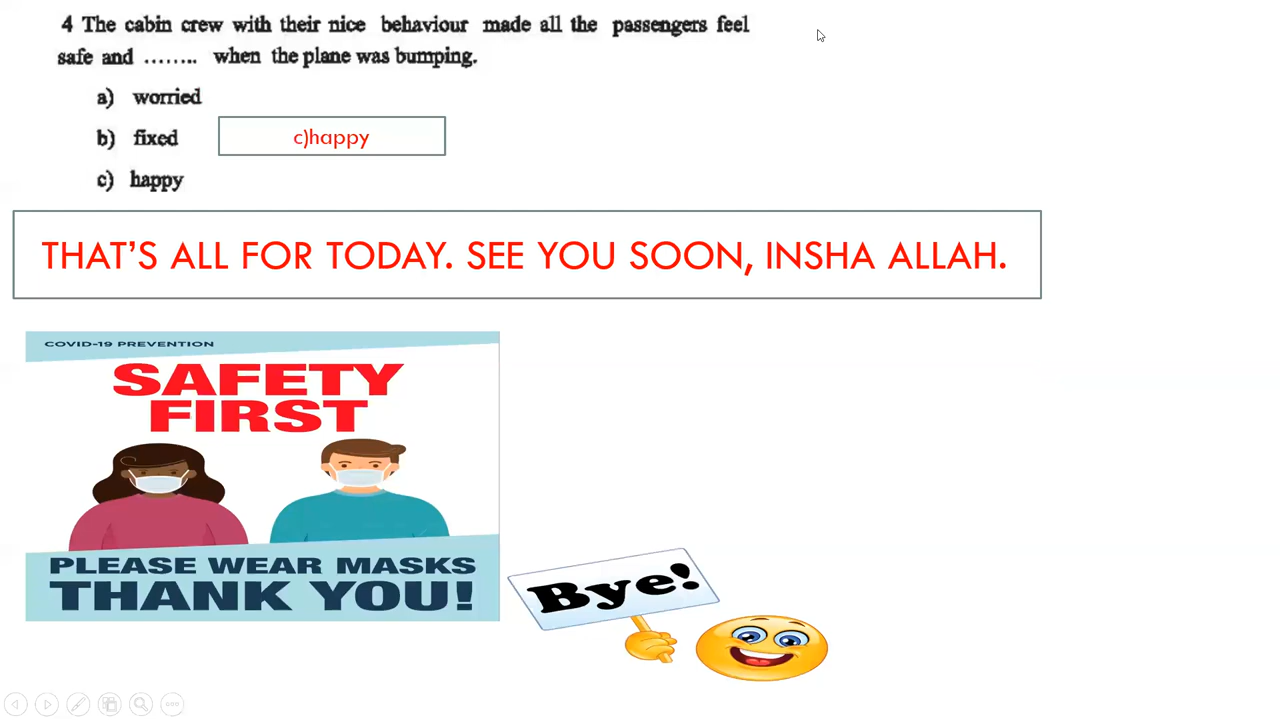 4 The cabin crew with their nice behaviour made all the passengers feel
safe and ........ when the plane was bumping.
a) worried
b) fixed
c)happy
c) happy
THAT'S ALL FOR TODAY. SEE YOU SOON, INSHA ALLAH.
COVID-19 PREVENTION
SAFETY
FIRST
PLEASE WEAR MASKS
THANK YOU!
Bye!